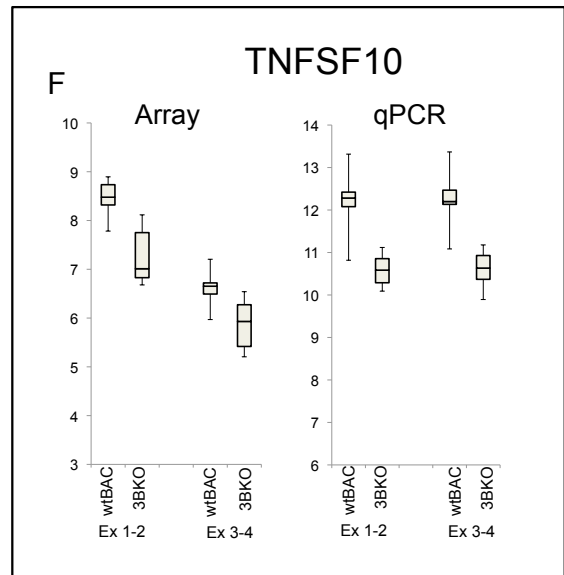 TNFSF10
F
Array
qPCR
10
9
8
7
6
5
4
3
wtBAC
3BKO
wtBAC
3BKO
Ex 1-2
Ex 3-4
14
13
12
11
10
9
8
7
6
wtBAC
3BKO
wtBAC
3BKO
Ex 1-2
Ex 3-4